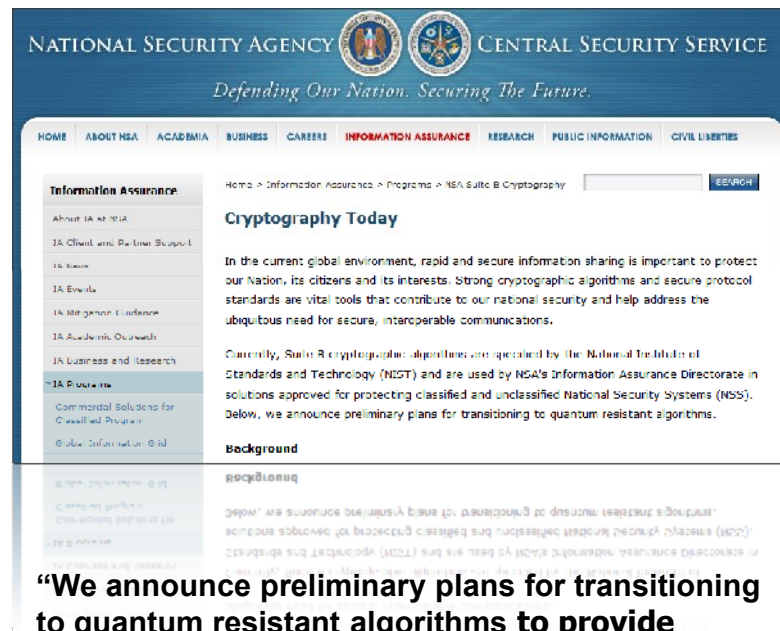 NATIONAL SECURITY AGENCY CENTRAL SECURITY SERVICE
Defending Our Nation. Securing The Future.
HOME ABOUT NSA ACADEMIA BUSINESS CAREERS INFORMATION ASSURANCE RESEARCH PUBLIC INFORMATION CIVIL LIBERTIES
Information Assurance
About IA at NSA
IA Client and Partner Support
IA News
IA Events
IA Mitigation Guidance
IA Academic Outreach
IA Business and Research
IA Programs
Commercial Solutions for
Classified Program
Global Information Grid
Home > Information Assurance > Programs > NSA Suite B Cryptography
SEARCH
Cryptography Today
In the current global environment, rapid and secure information sharing is important to protect
our Nation, its citizens and its interests. Strong cryptographic algorithms and secure protocol
standards are vital tools that contribute to our national security and help address the
ubiquitous need for secure, interoperable communications.
Currently, Suite B cryptographic algorithms are specified by the National Institute of
Standards and Technology (NIST) and are used by NSA's Information Assurance Directorate in
solutions approved for protecting classified and unclassified National Security Systems (NSS).
Below, we announce preliminary plans for transitioning to quantum resistant algorithms.
Background
“We announce preliminary plans for transitioning
to quantum resistant algorithms to provide